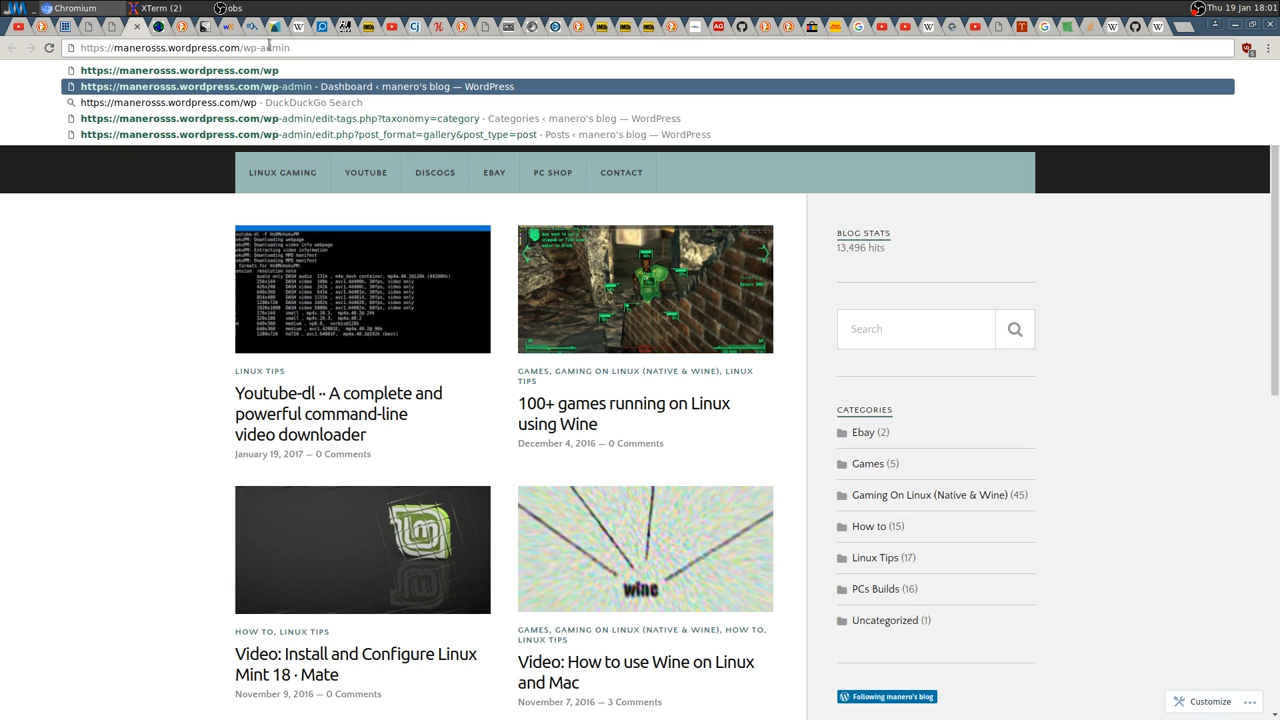 Chromium
XTerm (2)
obs
Thu 19 Jan 18:01
https://manerosss.wordpress.com/wp-admin
https://manerosss.wordpress.com/wp
https://manerosss.wordpress.com/wp-admin - Dashboard ‹ manero's blog — WordPress
https://manerosss.wordpress.com/wp - DuckDuckGo Search
https://manerosss.wordpress.com/wp-admin/edit-tags.php?taxonomy=category - Categories ‹ manero's blog — WordPress
https://manerosss.wordpress.com/wp-admin/edit.php?post_format=gallery&post_type=post - Posts ‹ manero's blog — WordPress
LINUX GAMING YOUTUBE DISCOGS EBAY PC SHOP CONTACT
LINUX TIPS
Youtube-dl ·· A complete and
powerful command-line
video downloader
January 19, 2017 — 0 Comments
GAMES, GAMING ON LINUX (NATIVE & WINE), LINUX
TIPS
100+ games running on Linux
using Wine
December 4, 2016 — 0 Comments
HOW TO, LINUX TIPS
Video: Install and Configure Linux
Mint 18 · Mate
November 9, 2016 — 0 Comments
wine
GAMES, GAMING ON LINUX (NATIVE & WINE), HOW TO,
LINUX TIPS
Video: How to use Wine on Linux
and Mac
November 7, 2016 — 3 Comments
BLOG STATS
13,496 hits
Search
CATEGORIES
Ebay (2)
Games (5)
Gaming On Linux (Native & Wine) (45)
How to (15)
Linux Tips (17)
PCs Builds (16)
Uncategorized (1)
Following manero's blog
Customize